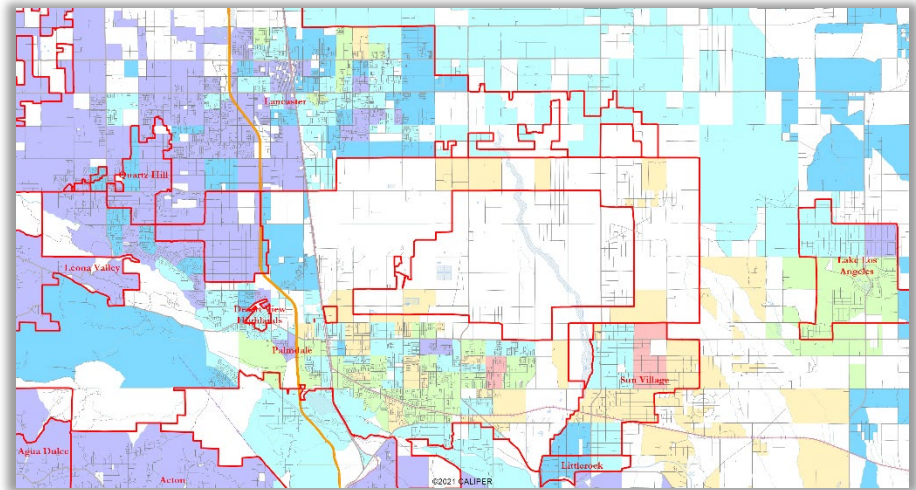 Lancaster
Quartz Hill
Leona Valley
Lake Los
Angeles
Desert View
Highlands
Palmdale
Sun Village
Agua Dulce
Acton
Littlerock
©2021 CALIPER